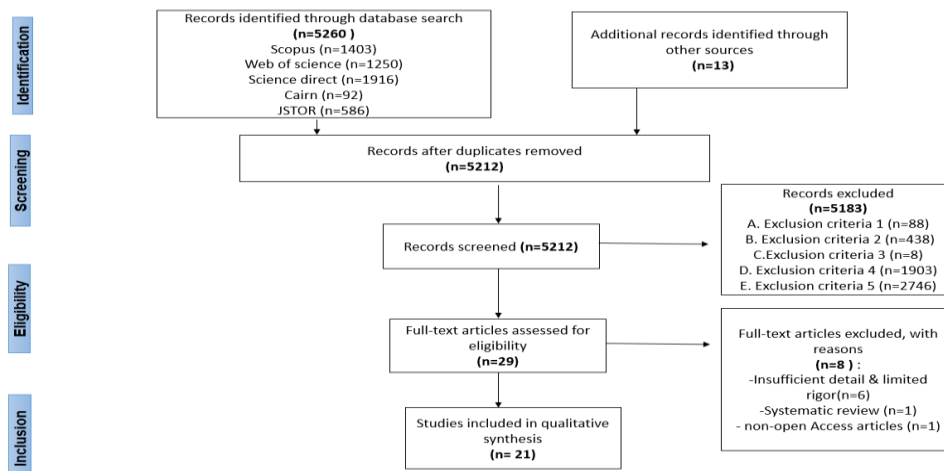 Identification
Records identified through database search
(n=5260 )
Scopus (n=1403)
Web of science (n=1250)
Science direct (n=1916)
Cairn (n=92)
JSTOR (n=586)
Additional records identified through
other sources
(n=13)
Screening
Records after duplicates removed
(n=5212)
Records screened (n=5212)
Records excluded
(n=5183)
A. Exclusion criteria 1 (n=88)
B. Exclusion criteria 2 (n=438)
C.Exclusion criteria 3 (n=8)
D. Exclusion criteria 4 (n=1903)
E. Exclusion criteria 5 (n=2746)
Eligibility
Full-text articles assessed for
eligibility
(n=29)
Full-text articles excluded, with
reasons
(n=8 ) :
-Insufficient detail & limited
rigor(n=6)
-Systematic review (n=1)
- non-open Access articles (n=1)
Inclusion
Studies included in qualitative
synthesis
(n= 21)